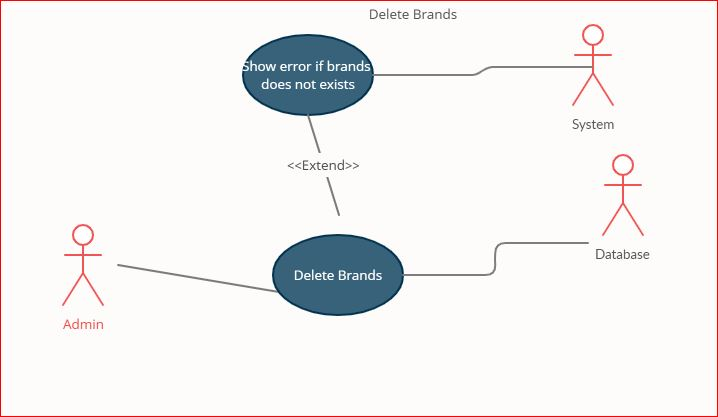 Delete Brands
Show error if brands
does not exists
System
<<Extend>>
Database
Delete Brands
Admin